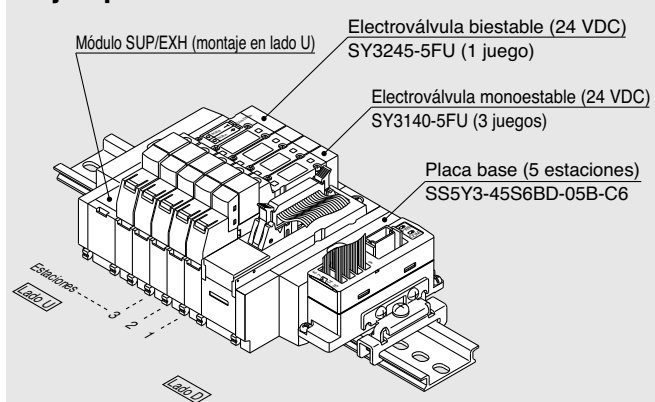 Electroválvula biestable (24 VDC)
SY3245-5FU (1 juego)
Módulo SUP/EXH (montaje en lado U)
Electroválvula monoestable (24 VDC)
SY3140-5FU (3 juegos)
Placa base (5 estaciones)
SS5Y3-45S6BD-05B-C6
Estaciones
Lado U
3
2
1
Lado D